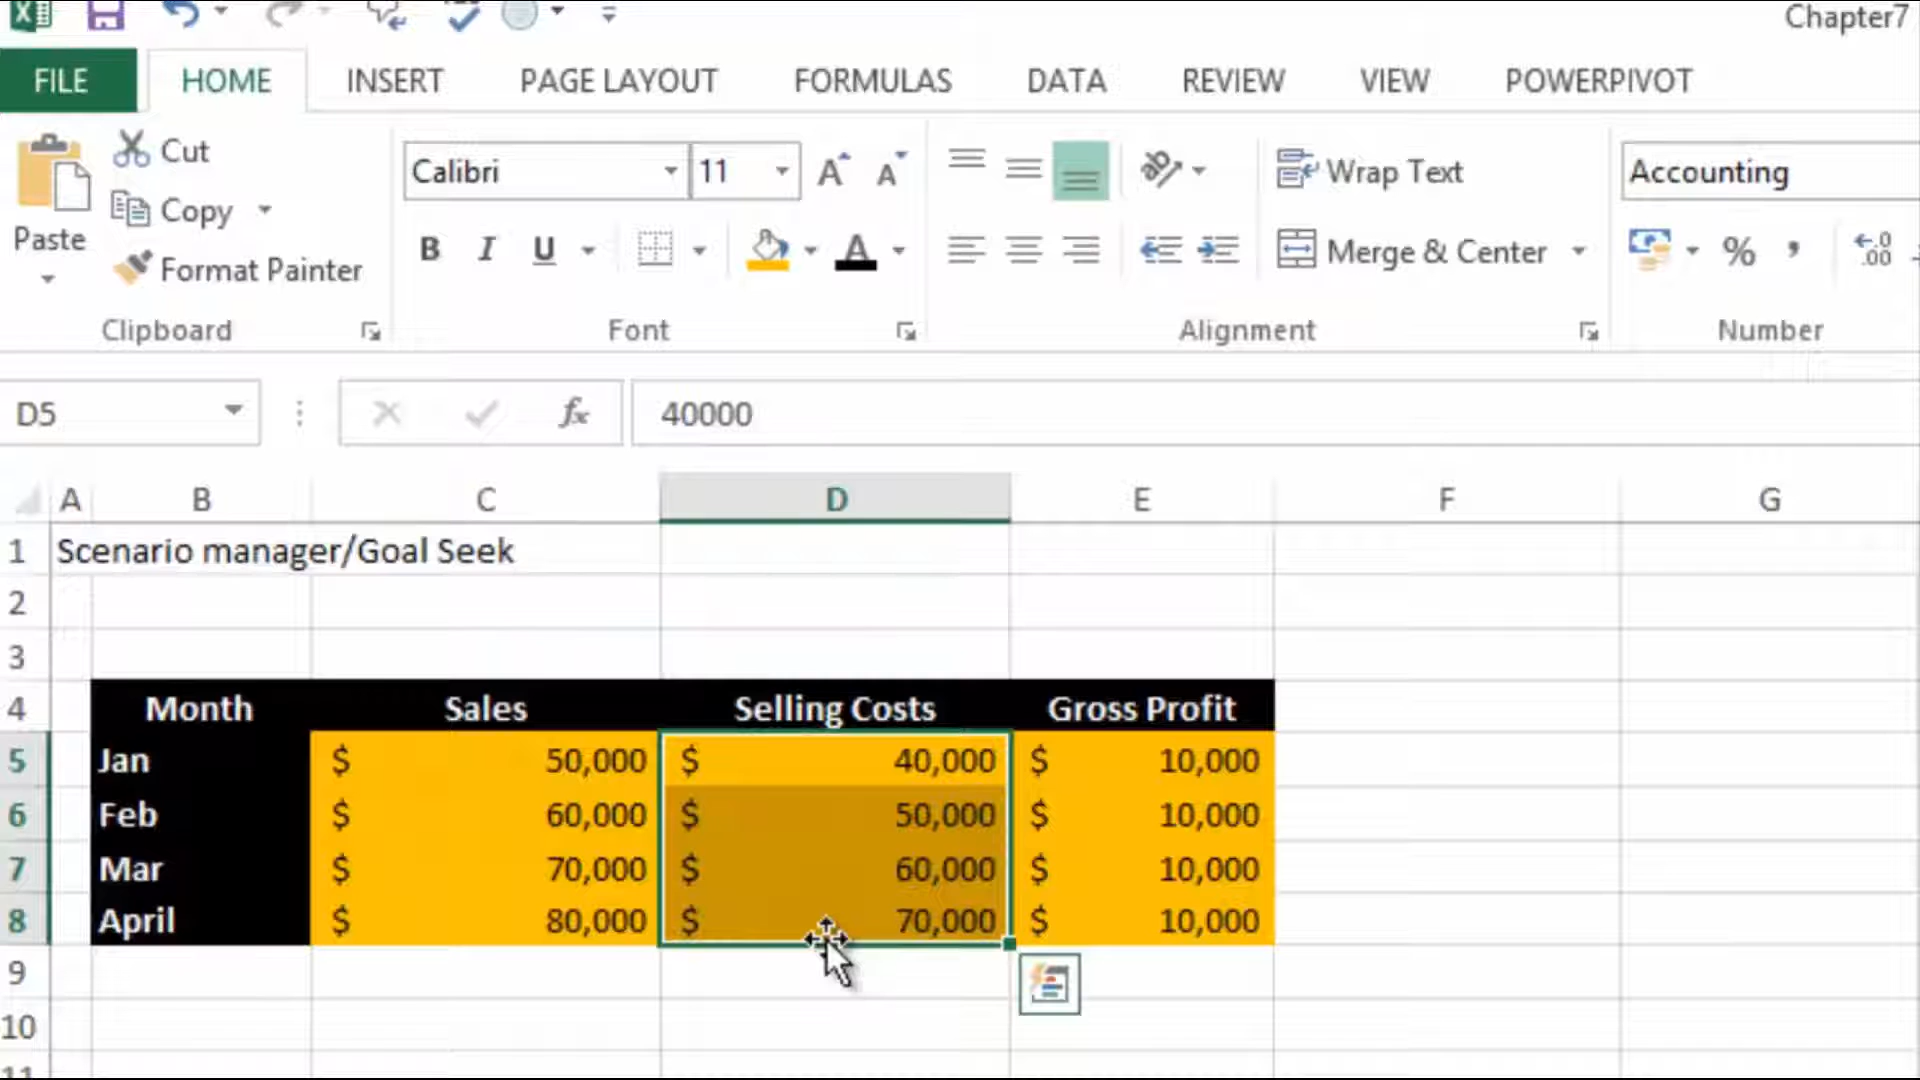 Chapter7
FILE HOME INSERT PAGE LAYOUT FORMULAS DATA REVIEW VIEW POWERPIVOT
Cut
Copy
Format Painter
Paste
Clipboard
Calibri 11
B I U
Font
Wrap Text
Merge & Center
Alignment
Accounting
% ,
Number
D5 fx 40000
A B C D E F G
1 Scenario manager/Goal Seek
2
3
4 Month Sales Selling Costs Gross Profit
5 Jan $ 50,000 $ 40,000 $ 10,000
6 Feb $ 60,000 $ 50,000 $ 10,000
7 Mar $ 70,000 $ 60,000 $ 10,000
8 April $ 80,000 $ 70,000 $ 10,000
9
10